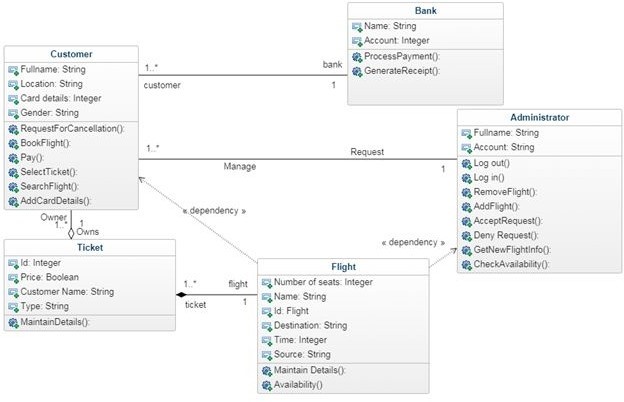 Bank
Name: String
Account: Integer
ProcessPayment():
GenerateReceipt():
Customer
Fullname: String
Location: String
Card details: Integer
Gender: String
RequestForCancellation():
BookFlight():
Pay():
SelectTicket():
SearchFlight():
AddCardDetails():
1..*
customer
bank
1
Administrator
Fullname: String
Account: String
Log out()
Log in()
RemoveFlight():
AddFlight():
AcceptRequest():
Deny Request():
GetNewFlightInfo():
CheckAvailability():
1..*
Manage
Request
1
« dependency »
« dependency »
Owner
1
1..*
Owns
Ticket
Id: Integer
Price: Boolean
Customer Name: String
Type: String
MaintainDetails():
1..*
ticket
flight
1
Flight
Number of seats: Integer
Name: String
Id: Flight
Destination: String
Time: Integer
Source: String
Maintain Details():
Availability()